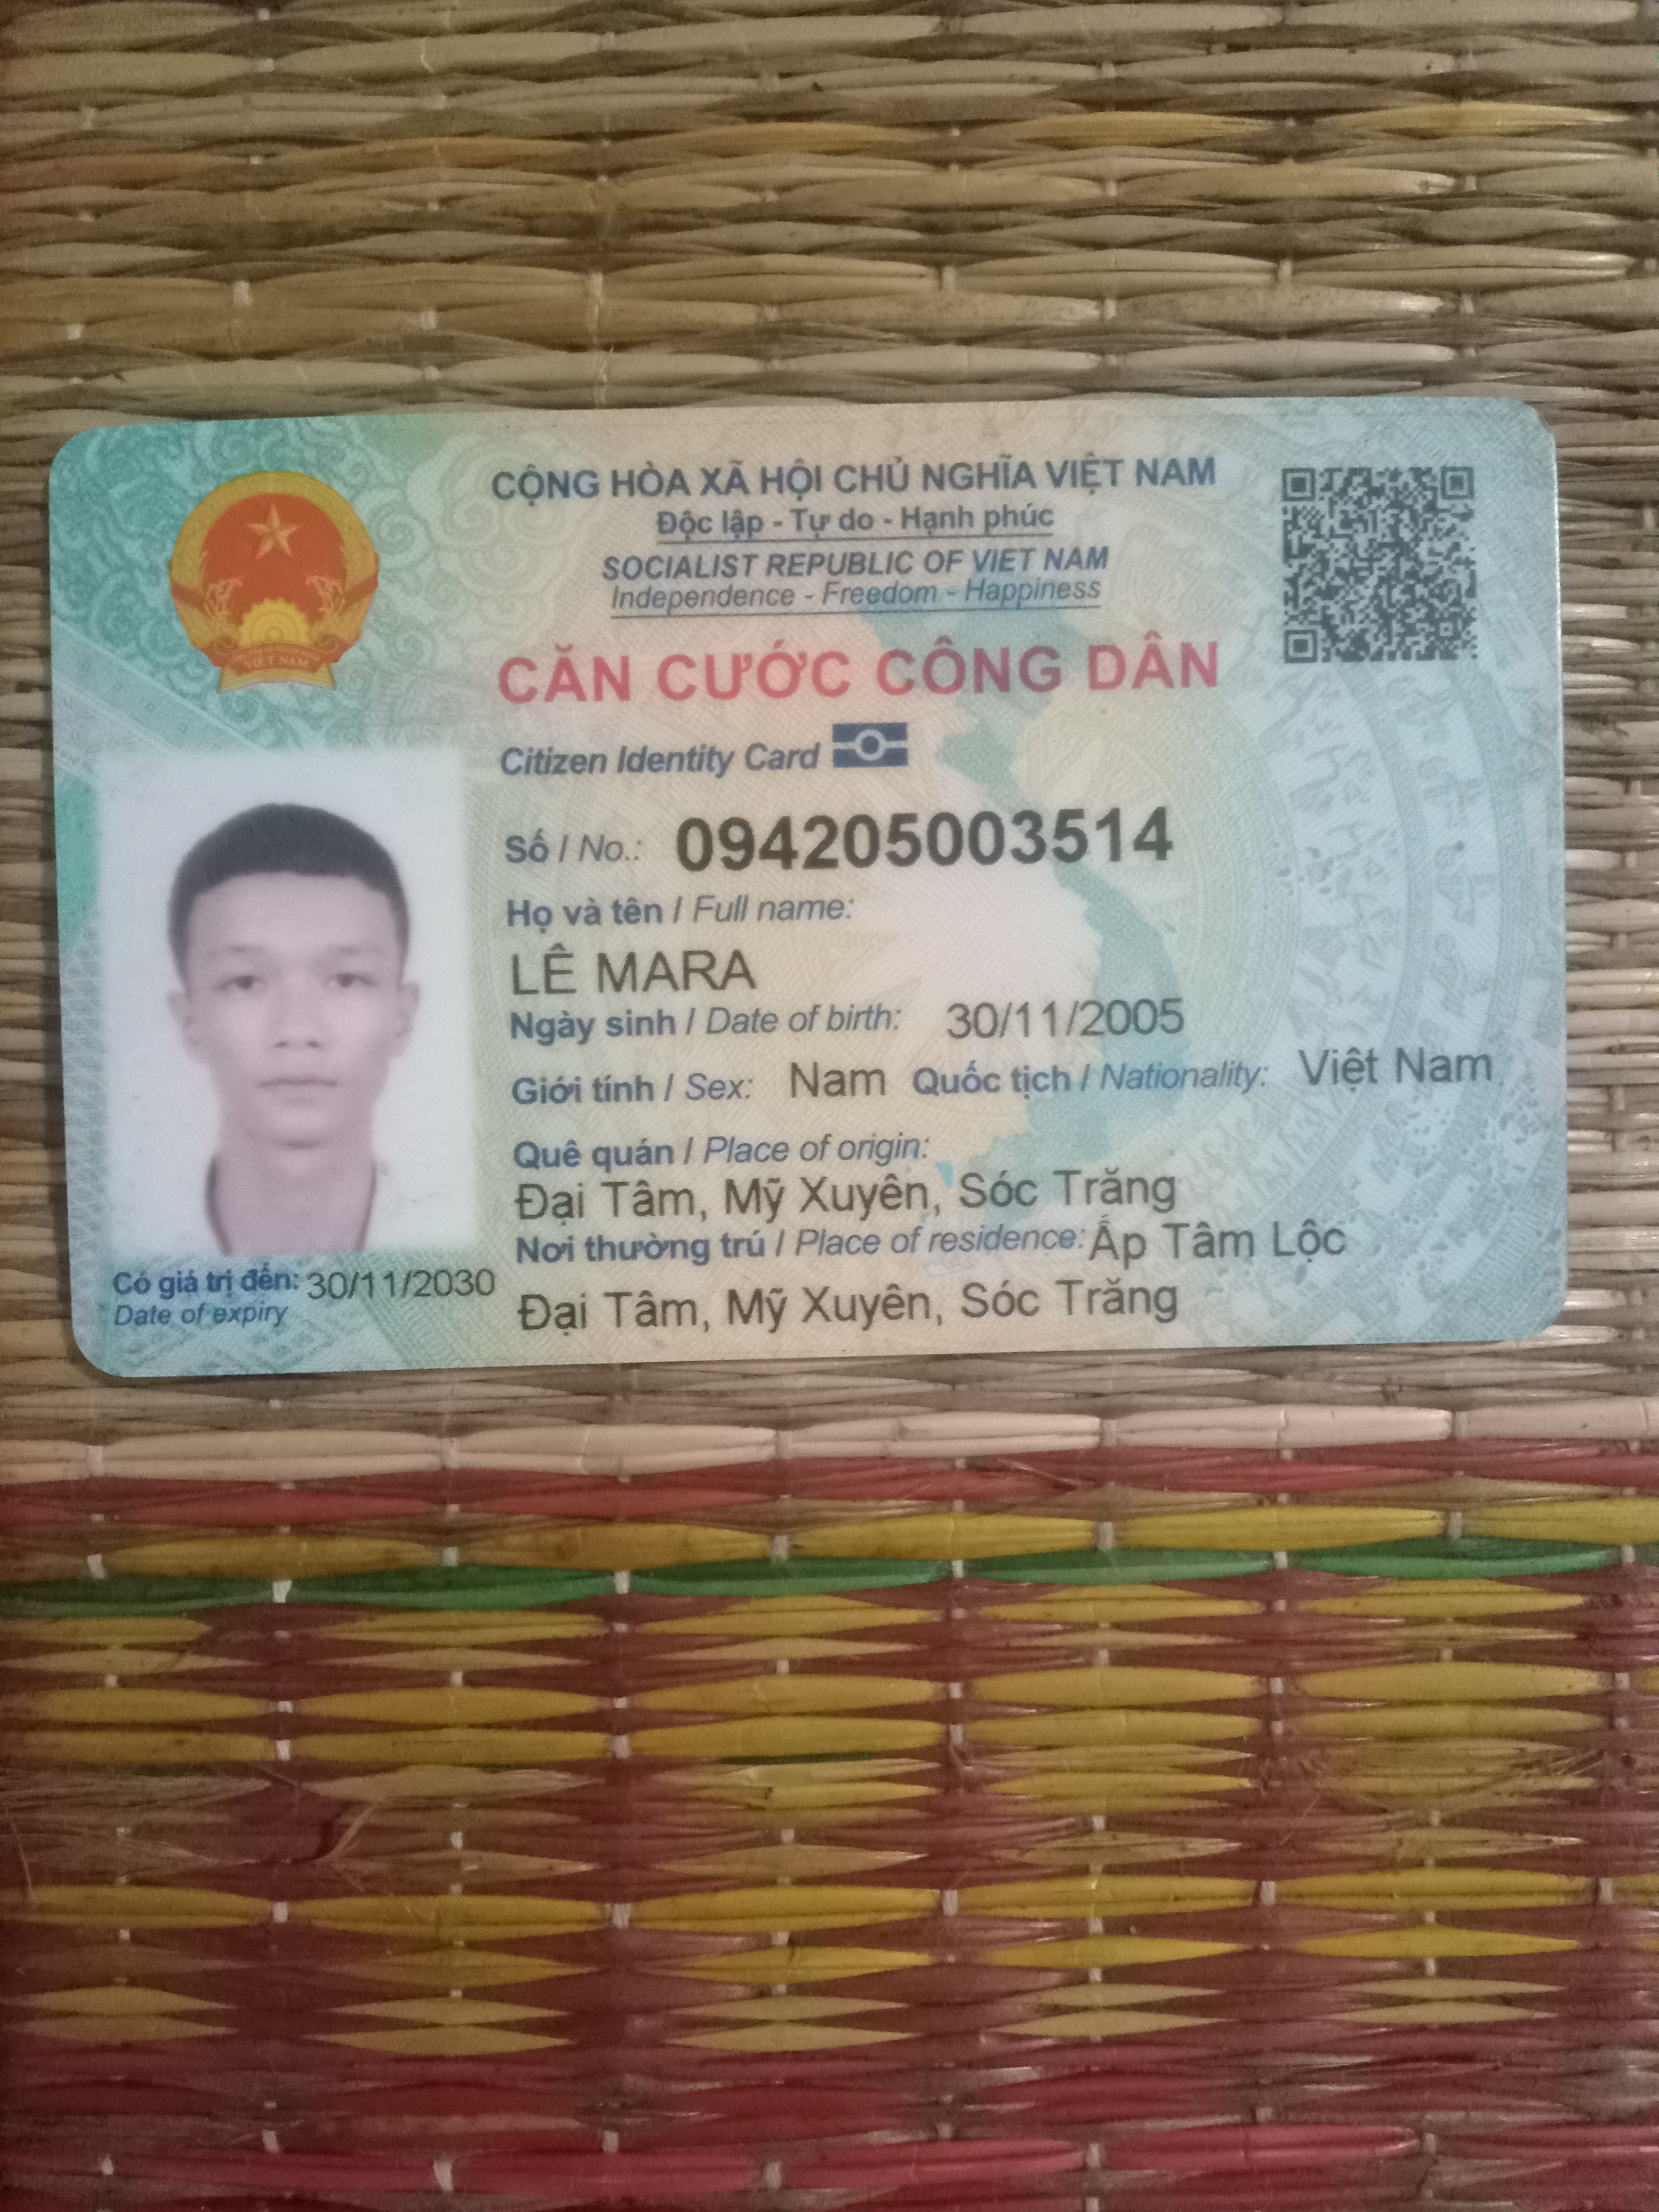 CỘNG HÒA XÃ HỘI CHỦ NGHĨA VIỆT NAM
Độc lập - Tự do - Hạnh phúc
SOCIALIST REPUBLIC OF VIET NAM
Independence - Freedom - Happiness
VIỆT NAM
CĂN CƯỚC CÔNG DÂN
Citizen Identity Card
Số / No.: 094205003514
Họ và tên / Full name:
LÊ MARA
Ngày sinh / Date of birth: 30/11/2005
Giới tính / Sex: Nam Quốc tịch / Nationality: Việt Nam
Quê quán / Place of origin:
Đại Tâm, Mỹ Xuyên, Sóc Trăng
Nơi thường trú / Place of residence: Ấp Tâm Lộc
Đại Tâm, Mỹ Xuyên, Sóc Trăng
Có giá trị đến: 30/11/2030
Date of expiry